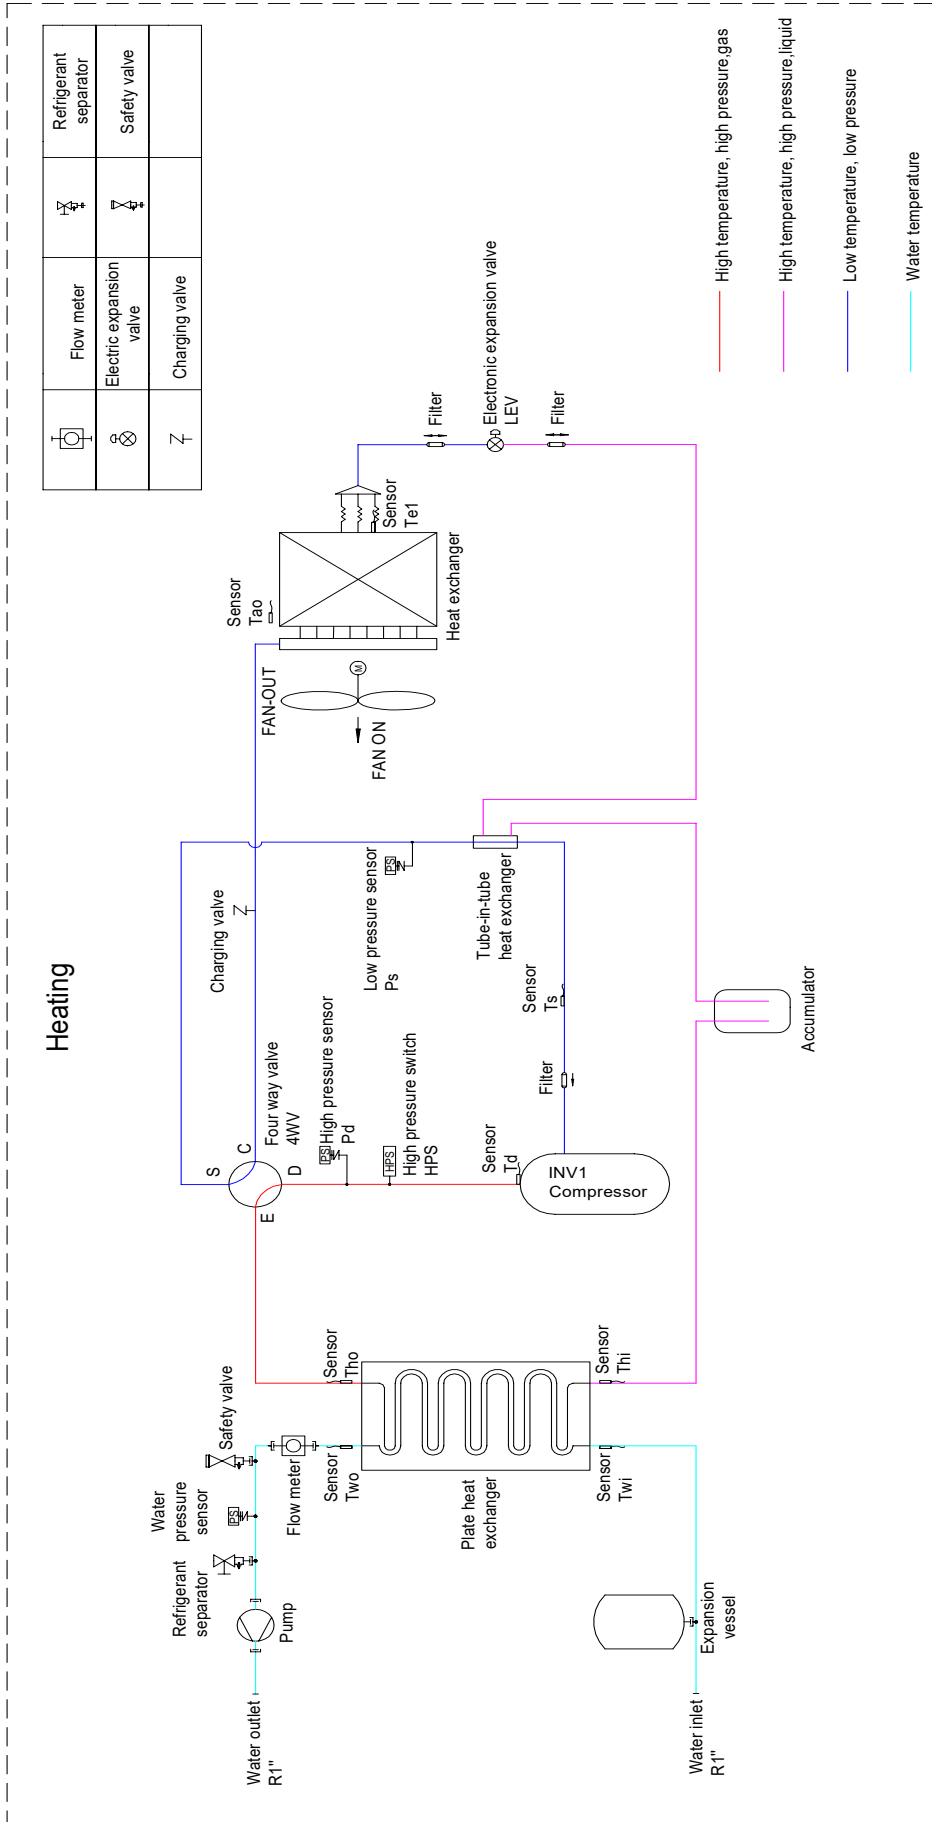 Heating
Flow meter
Refrigerant
separator
Electric expansion
valve
Safety valve
Charging valve
Water outlet
R1"
Pump
Refrigerant
separator
Water
pressure
sensor
PS
Safety valve
Flow meter
Sensor
Two
Sensor
Tho
Plate heat
exchanger
Sensor
Twi
Sensor
Thi
Expansion
vessel
Water inlet
R1"
S
C
E
D
Four way valve
4WV
PS
High pressure sensor
Pd
HPS
High pressure switch
HPS
Sensor
Td
INV1
Compressor
Filter
Sensor
Ts
Accumulator
Charging valve
Low pressure sensor
Ps
PS
Tube-in-tube
heat exchanger
FAN-OUT
M
FAN ON
Sensor
Tao
Heat exchanger
Sensor
Te1
Filter
Electronic expansion valve
LEV
Filter
High temperature, high pressure,gas
High temperature, high pressure,liquid
Low temperature, low pressure
Water temperature